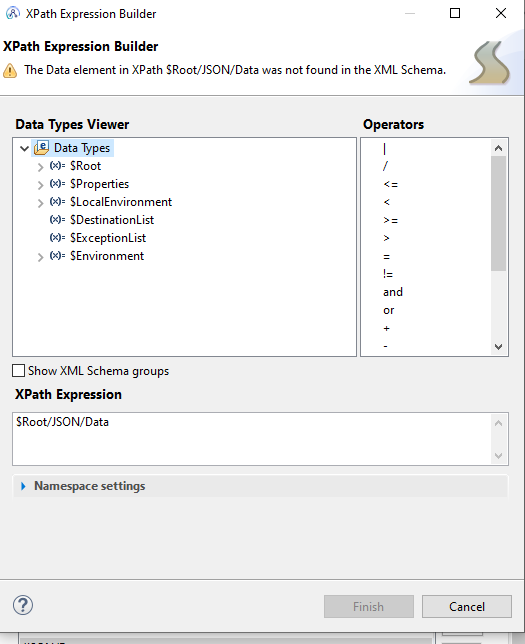 XPath Expression Builder
XPath Expression Builder
The Data element in XPath $Root/JSON/Data was not found in the XML Schema.
Data Types Viewer
Operators
Data Types
(x)= $Root
(x)= $Properties
(x)= $LocalEnvironment
(x)= $DestinationList
(x)= $ExceptionList
(x)= $Environment
|
/
<=
<
>=
>
=
!=
and
or
+
-
Show XML Schema groups
XPath Expression
$Root/JSON/Data
Namespace settings
?
Finish
Cancel